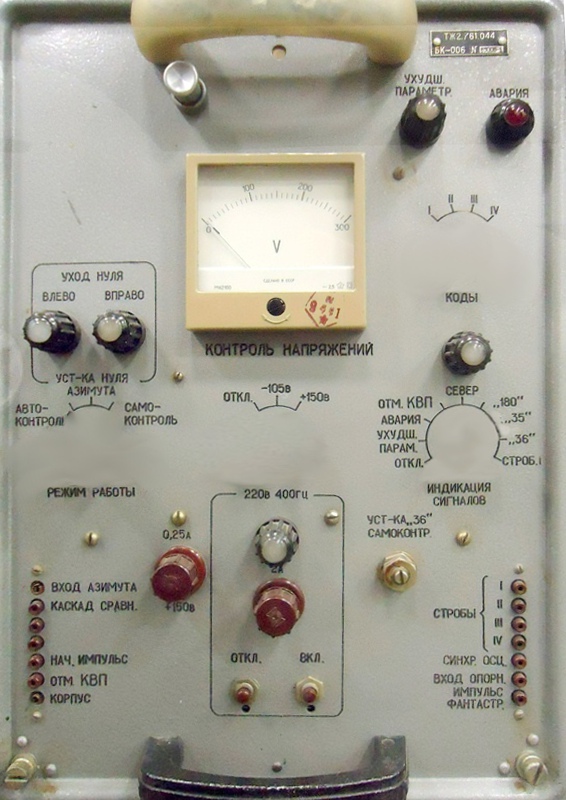 ТЖ2.761.044
БК-006 N
УХУДШ.
ПАРАМЕТР.
АВАРИЯ
0 100 200 300
V
СДЕЛАНО В СССР
I II III IV
КОДЫ
УХОД НУЛЯ
ВЛЕВО ВПРАВО
УСТ-КА НУЛЯ
АЗИМУТА
АВТО-
КОНТРОЛЬ
САМО-
КОНТРОЛЬ
РЕЖИМ РАБОТЫ
КОНТРОЛЬ НАПРЯЖЕНИЙ
ОТКЛ. -105в +150в
СЕВЕР
ОТМ. КВП „180"
АВАРИЯ „35"
УХУДШ.
ПАРАМ. „36"
ОТКЛ. СТРОБ.I
ИНДИКАЦИЯ
СИГНАЛОВ
0,25А
+150в
220в 400гц
2А
ОТКЛ. ВКЛ.
УСТ-КА„36"
САМОКОНТР.
ВХОД АЗИМУТА
КАСКАД СРАВН.
НАЧ. ИМПУЛЬС
ОТМ КВП
КОРПУС
СТРОБЫ
I
II
III
IV
СИНХР. ОСЦ.
ВХОД ОПОРН.
ИМПУЛЬС
ФАНТАСТР.